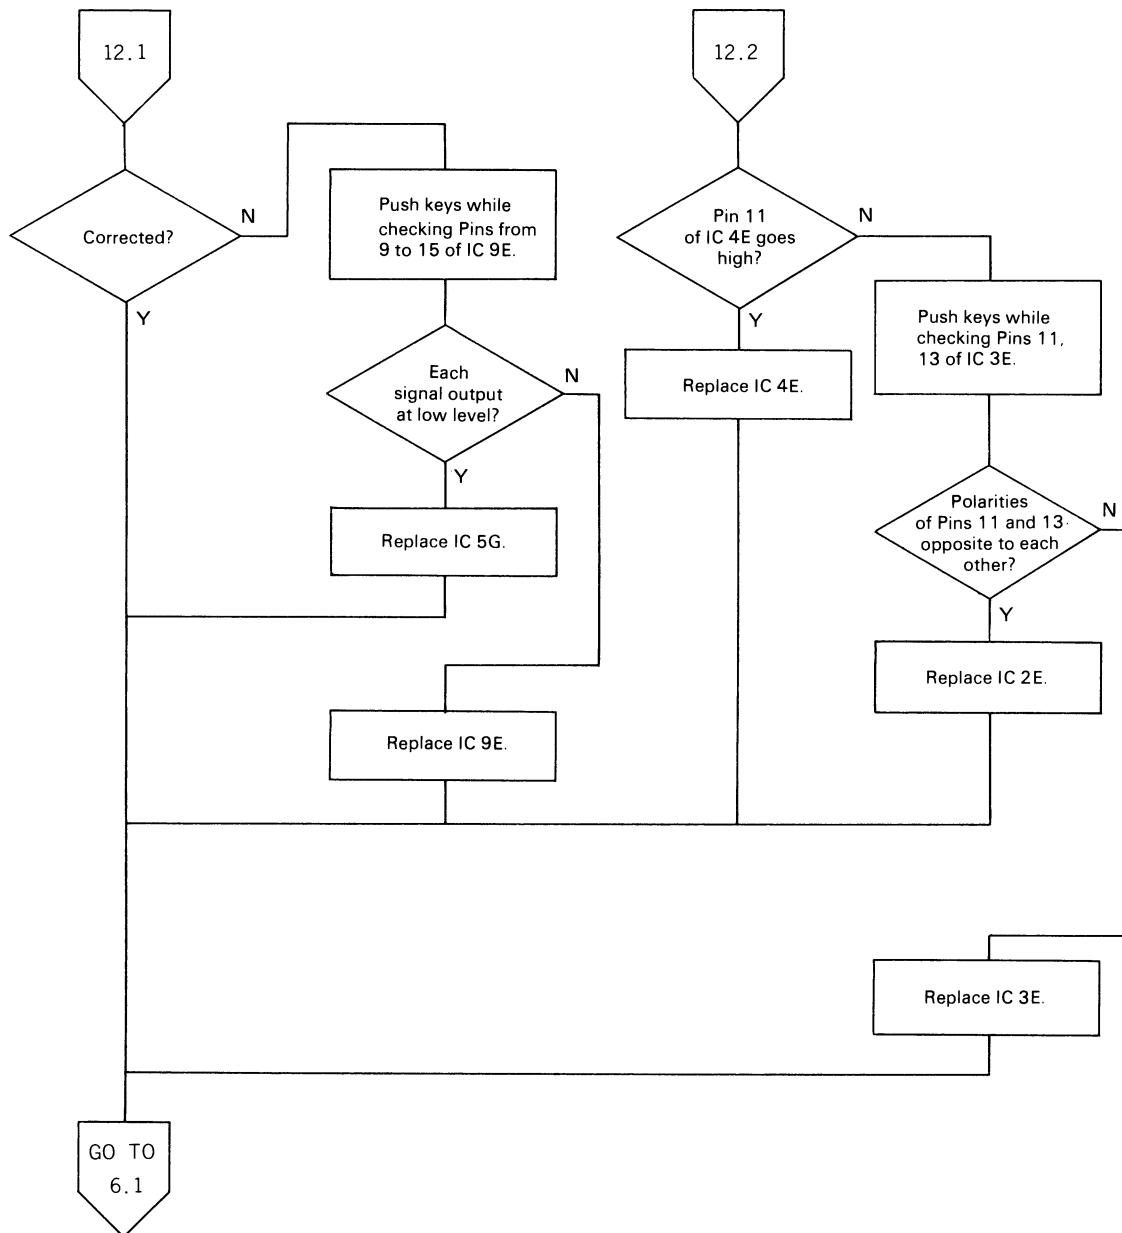 12.1
Corrected?
N
Y
Push keys while
checking Pins from
9 to 15 of IC 9E.
Each
signal output
at low level?
N
Y
Replace IC 5G.
Replace IC 9E.
12.2
Pin 11
of IC 4E goes
high?
N
Y
Replace IC 4E.
Push keys while
checking Pins 11,
13 of IC 3E.
Polarities
of Pins 11 and 13
opposite to each
other?
N
Y
Replace IC 2E.
Replace IC 3E.
GO TO
6.1